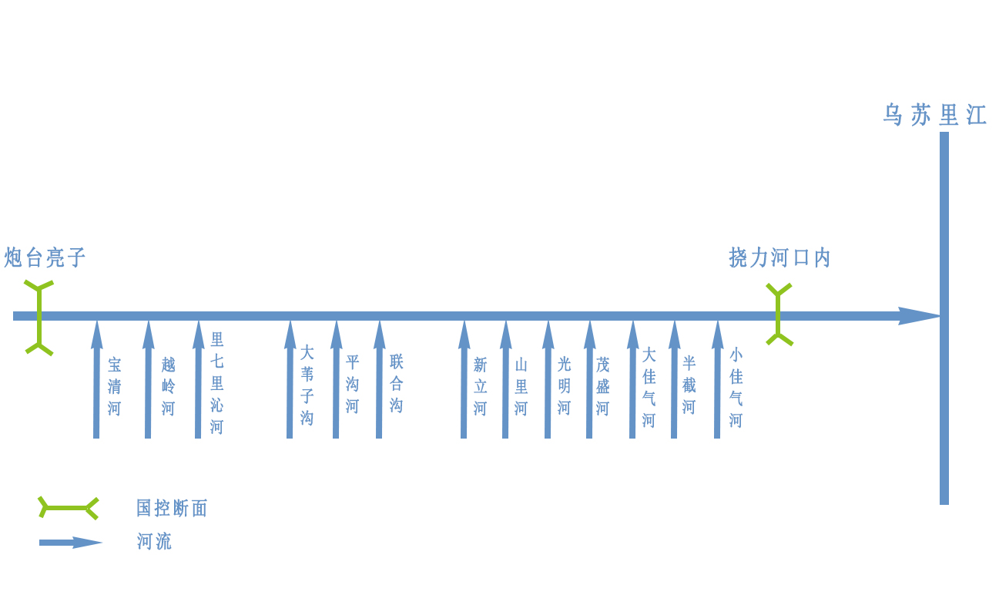 乌苏里江
炮台亮子
挠力河口内
宝清河
越岭河
里七里沁河
大苇子沟
平沟河
联合沟
新立河
山里河
光明河
茂盛河
大佳气河
半截河
小佳气河
国控断面
河流